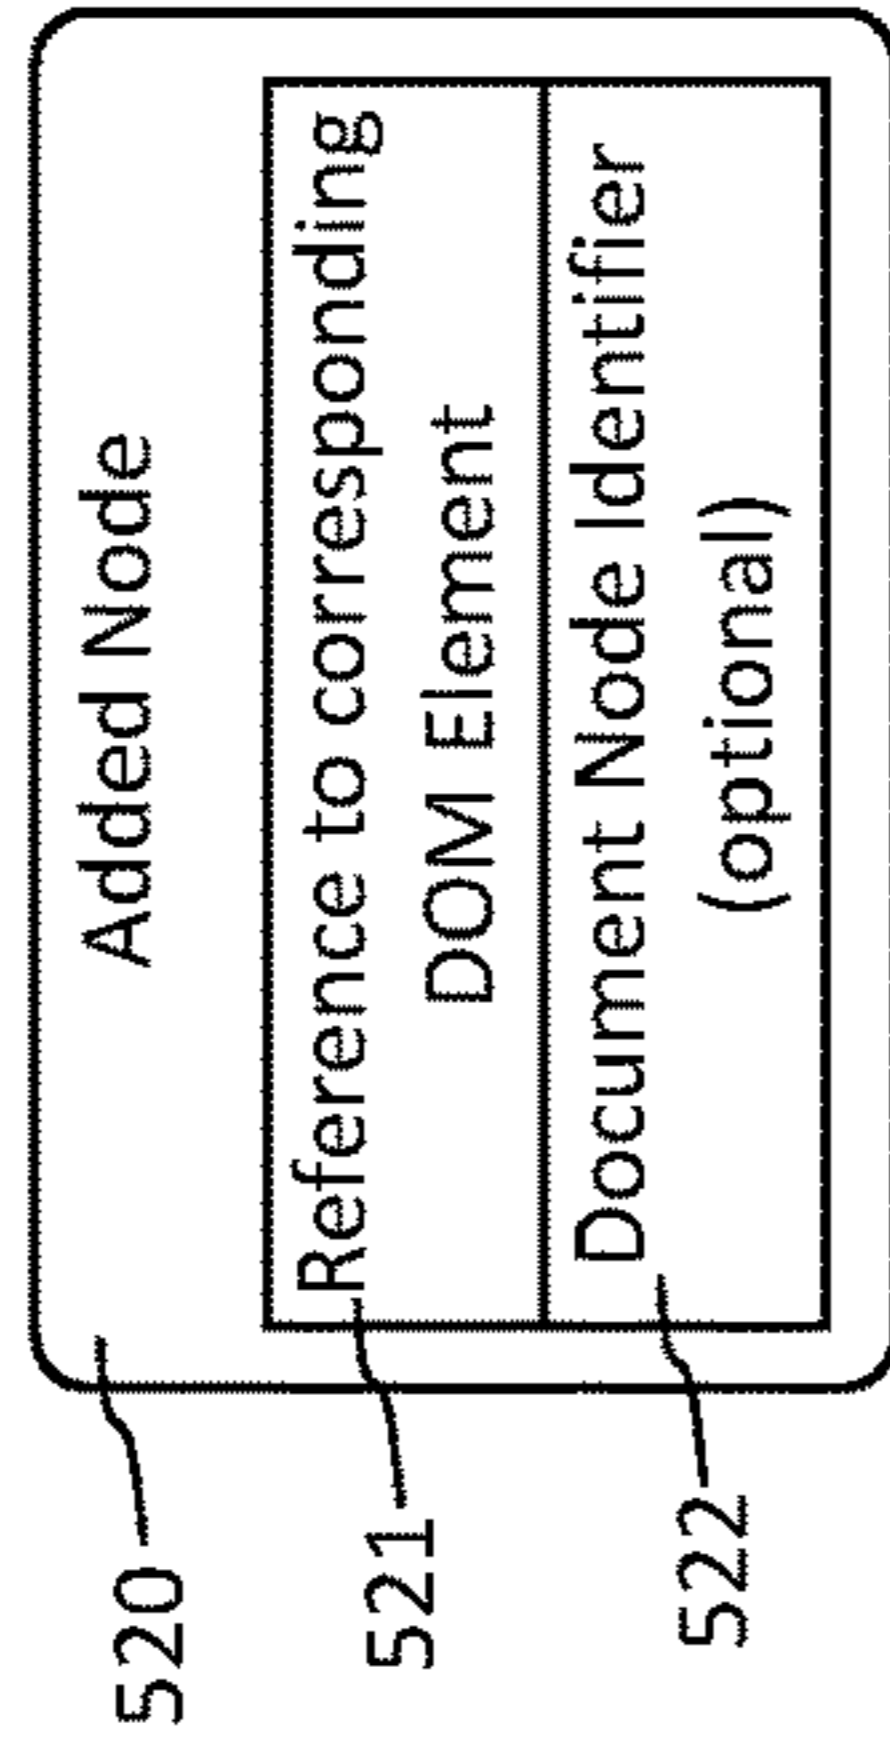 520
Added Node
521
Reference to corresponding
DOM Element
522
Document Node Identifier
(optional)